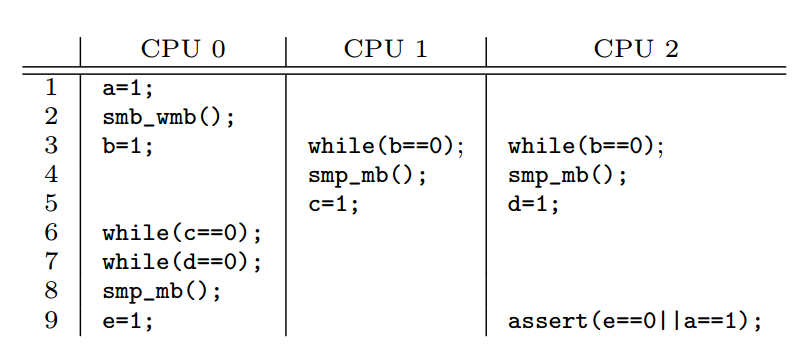 CPU 0 CPU 1 CPU 2
1 a=1;
2 smb_wmb();
3 b=1; while(b==0); while(b==0);
4 smp_mb(); smp_mb();
5 c=1; d=1;
6 while(c==0);
7 while(d==0);
8 smp_mb();
9 e=1; assert(e==0||a==1);